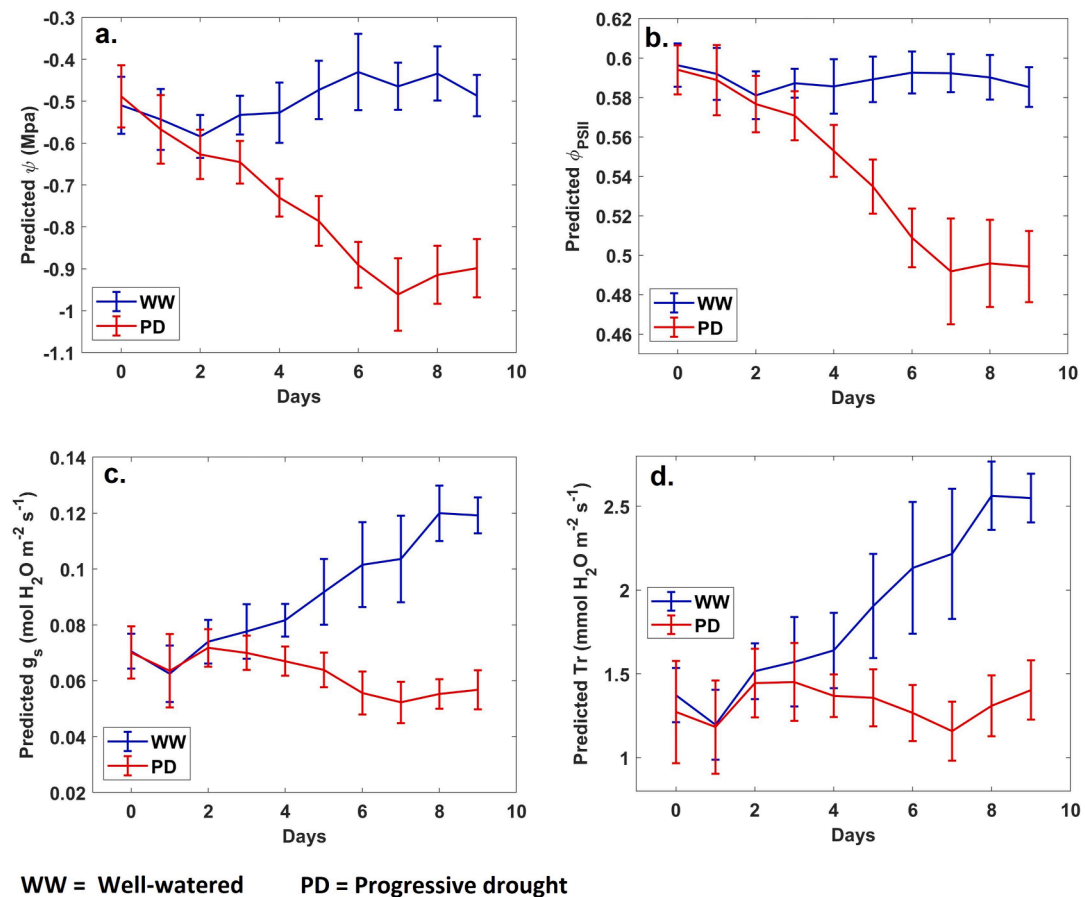 a.
-0.3
-0.4
-0.5
-0.6
-0.7
-0.8
-0.9
-1
-1.1
Predicted ψ (Mpa)
WW
PD
0 2 4 6 8 10
Days
b.
0.62
0.6
0.58
0.56
0.54
0.52
0.5
0.48
0.46
Predicted ϕPSII
WW
PD
0 2 4 6 8 10
Days
c.
0.14
0.12
0.1
0.08
0.06
0.04
0.02
Predicted gs (mol H2O m-2 s-1)
WW
PD
0 2 4 6 8 10
Days
d.
2.5
2
1.5
1
Predicted Tr (mmol H2O m-2 s-1)
WW
PD
0 2 4 6 8 10
Days
WW = Well-watered PD = Progressive drought